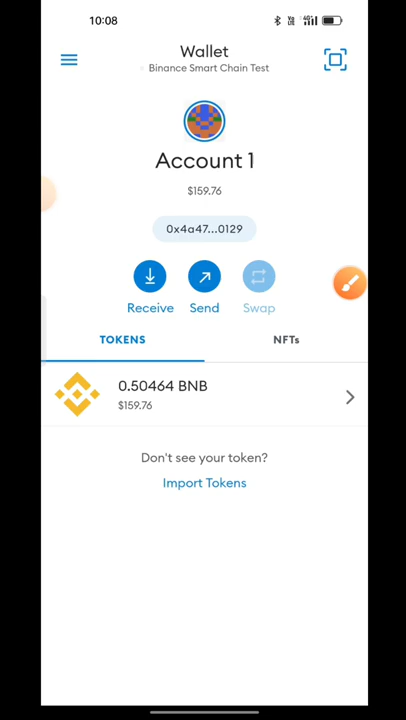 10:08
Wallet
Binance Smart Chain Test
Account 1
$159.76
0x4a47...0129
Receive Send Swap
TOKENS NFTs
0.50464 BNB
$159.76
Don't see your token?
Import Tokens